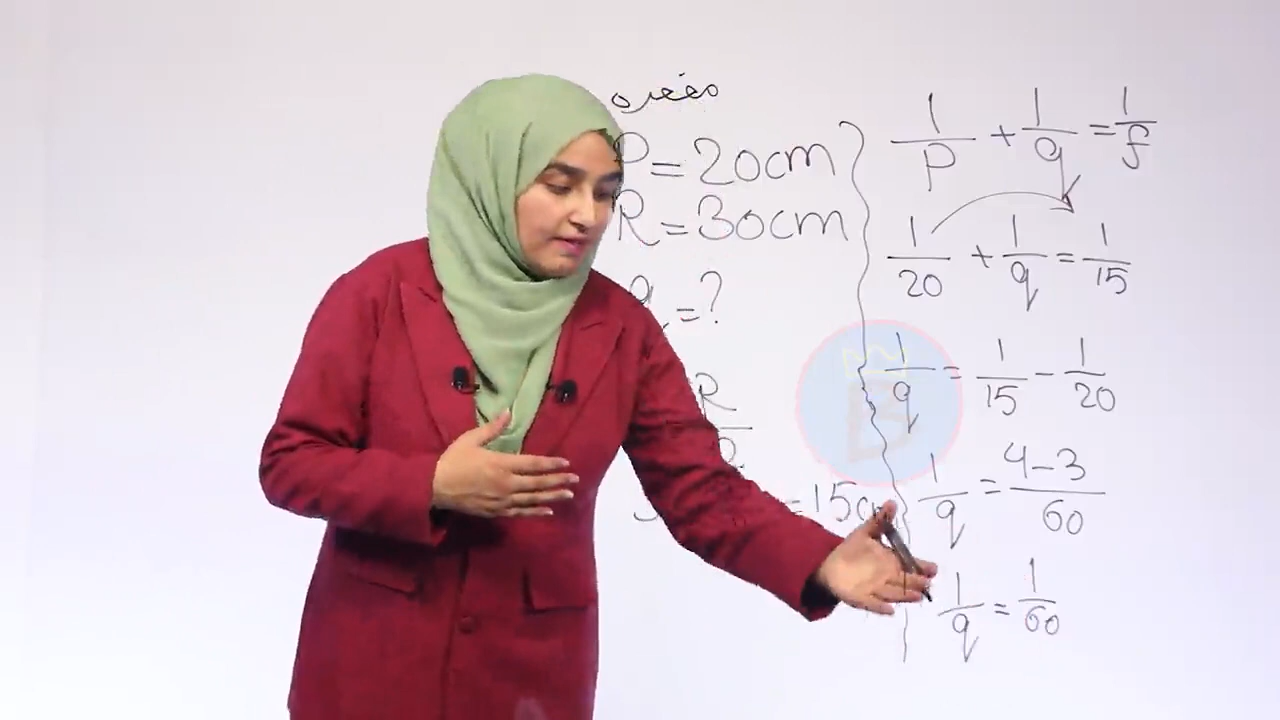 مقعره
P = 20cm
R = 30cm
q = ?
R
= 15cm
1/P + 1/q = 1/f
1/20 + 1/q = 1/15
1/q = 1/15 - 1/20
1/q = 4-3/60
1/q = 1/60